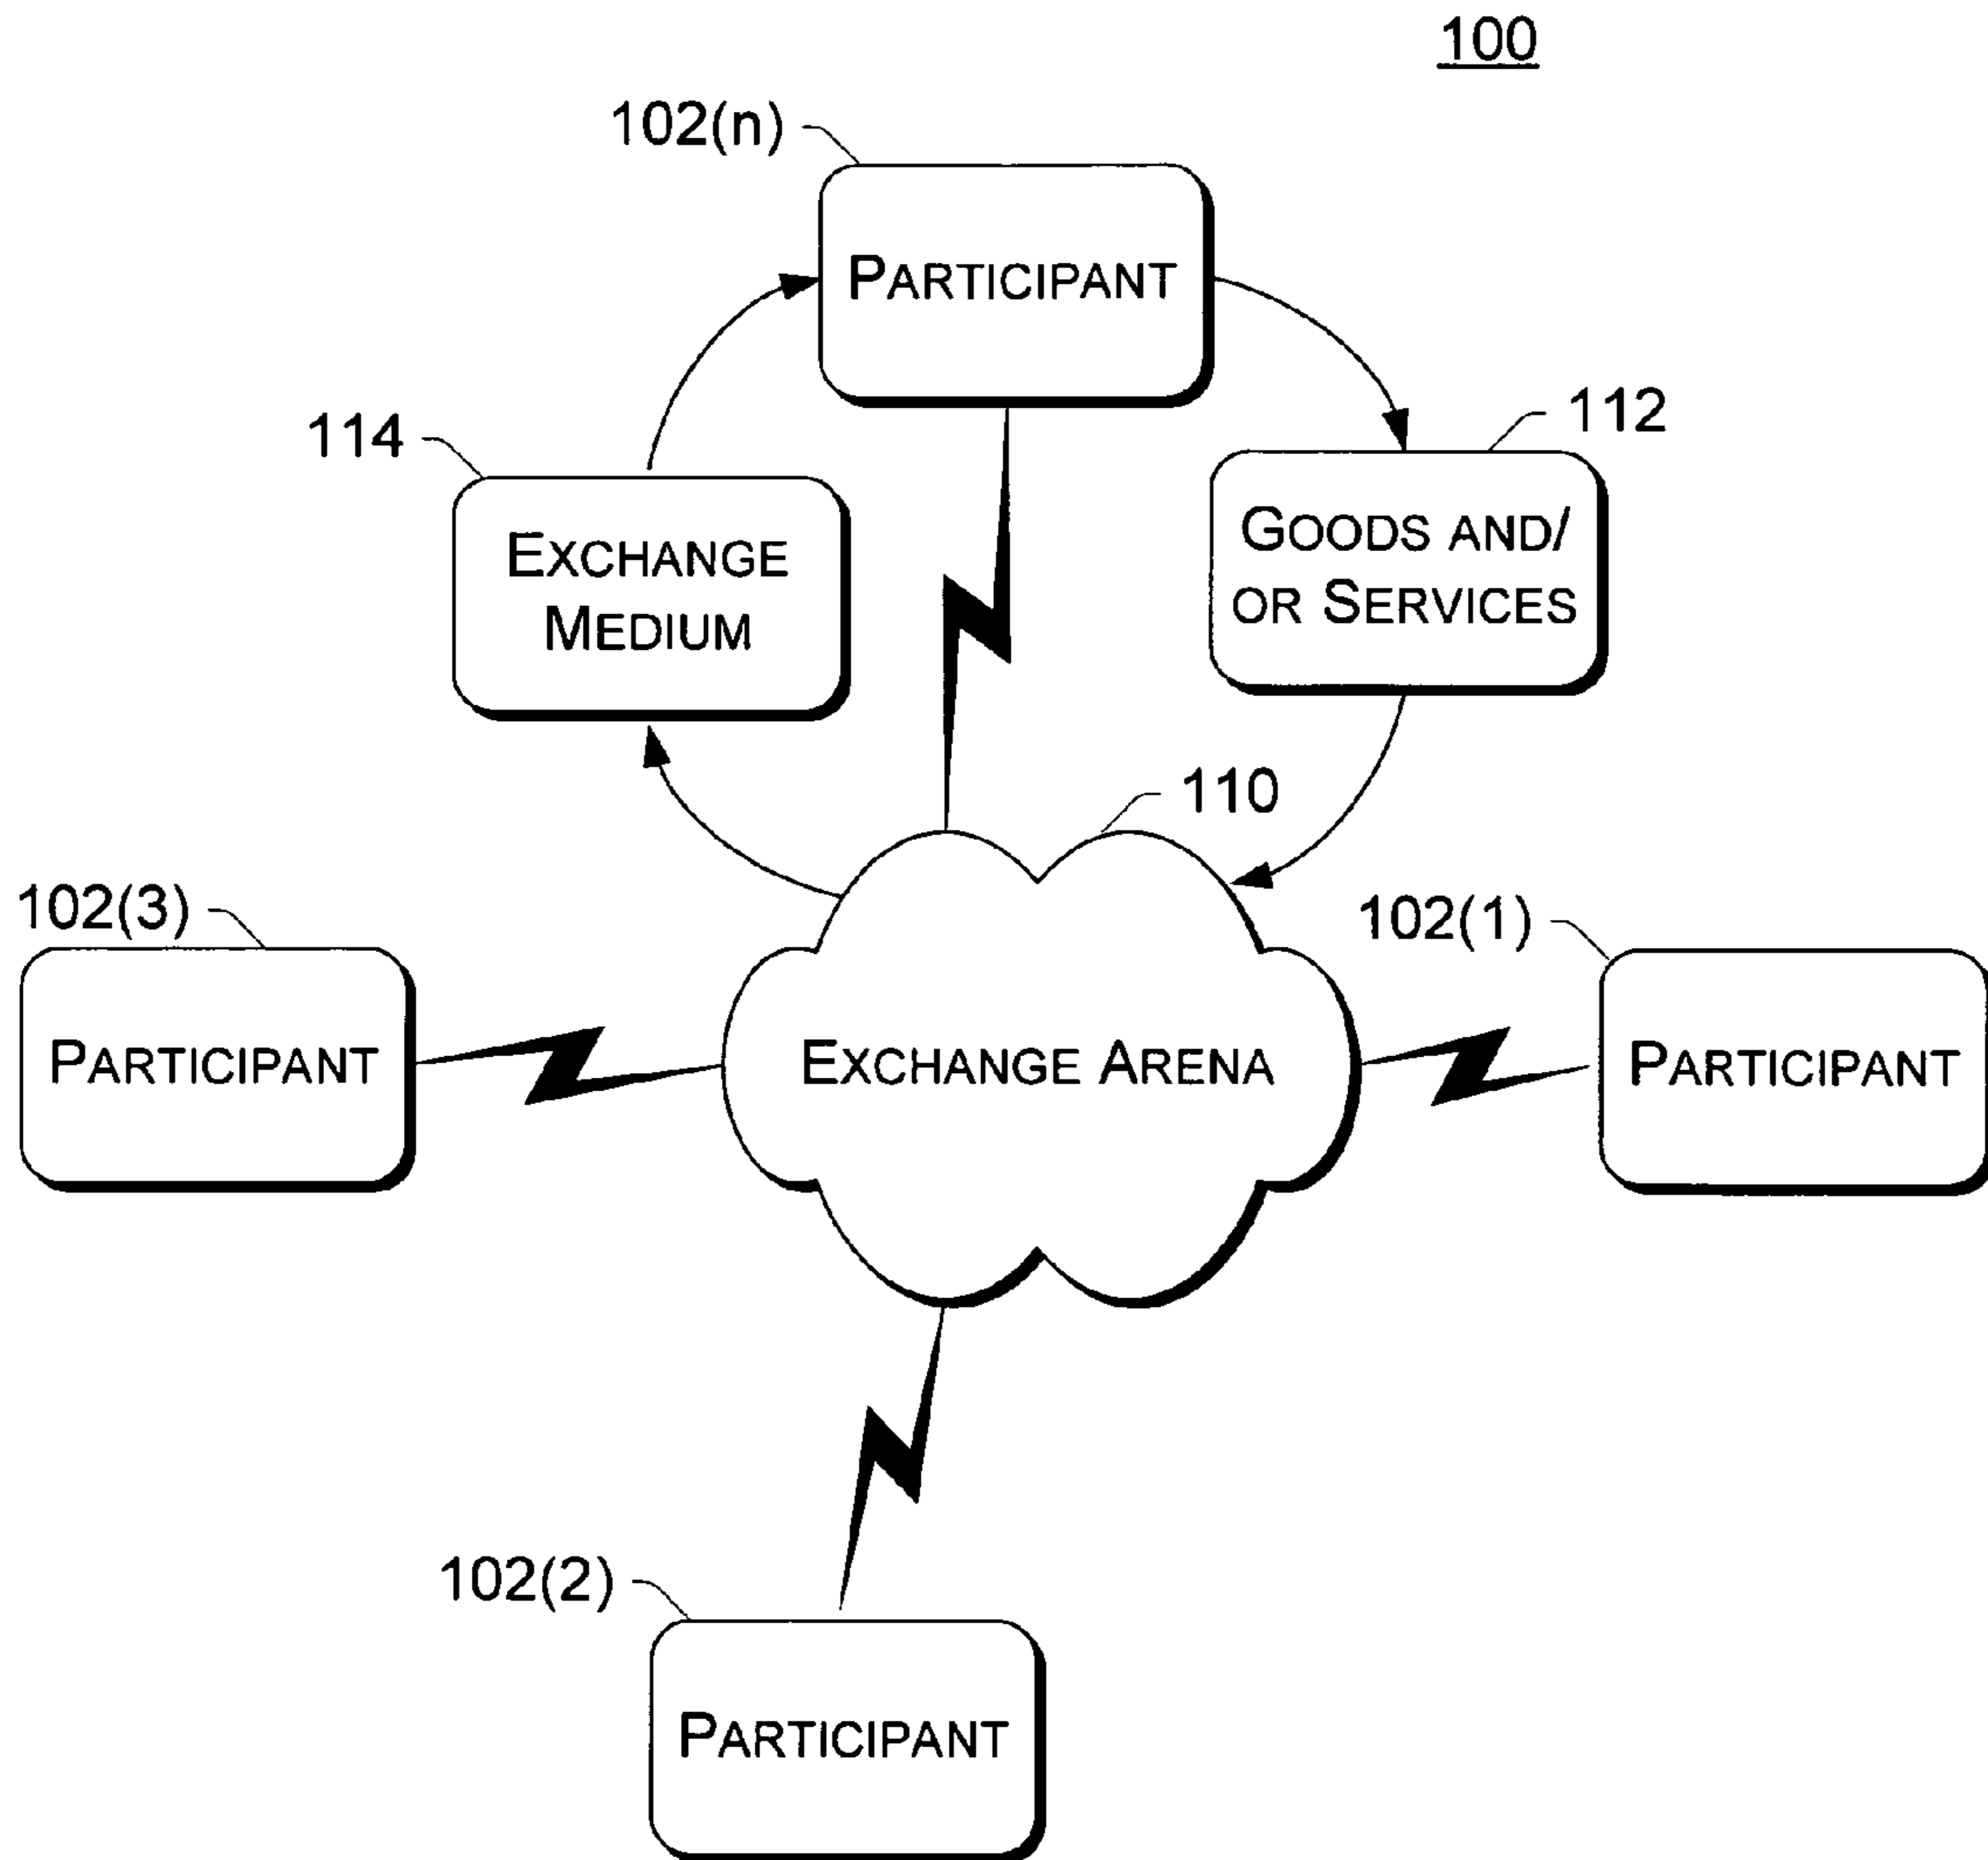 100
102(n)
PARTICIPANT
114
112
EXCHANGE
MEDIUM
GOODS AND/
OR SERVICES
110
102(3)
102(1)
PARTICIPANT
EXCHANGE ARENA
PARTICIPANT
102(2)
PARTICIPANT